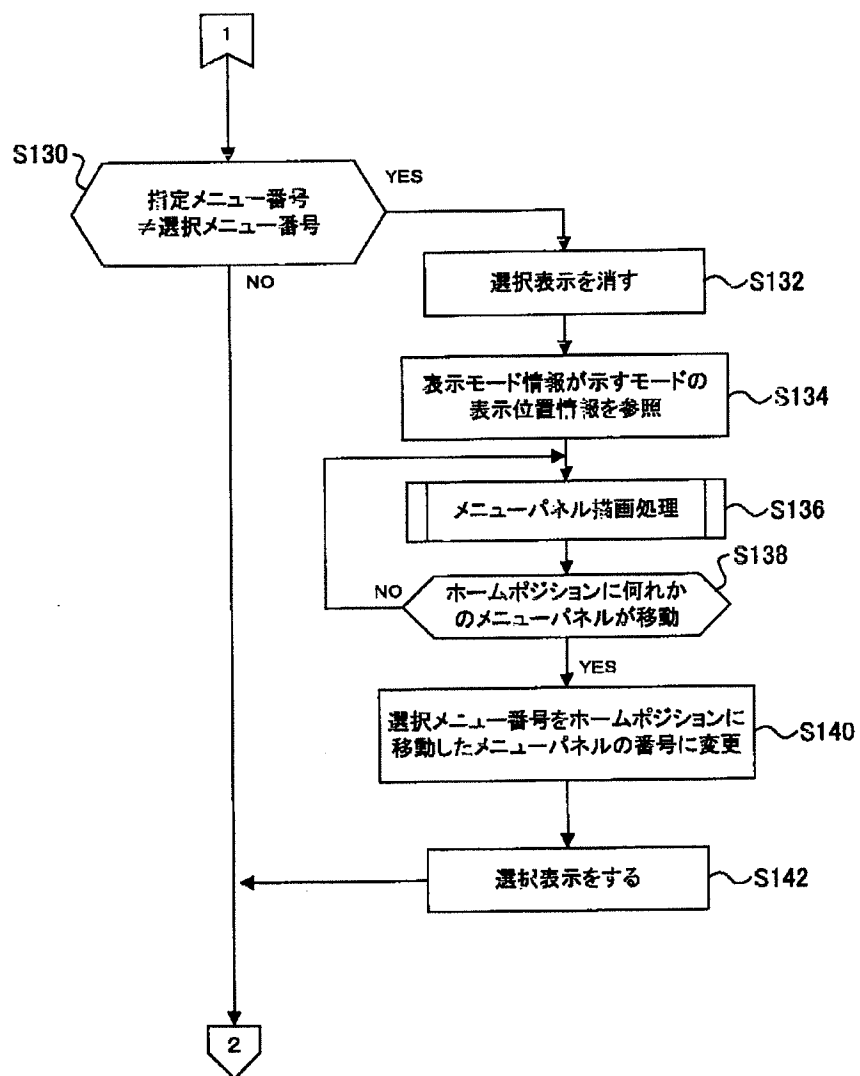 1
S130
指定メニュー番号
≠選択メニュー番号
YES
NO
選択表示を消す
S132
表示モード情報が示すモードの
表示位置情報を参照
S134
メニューパネル描画処理
S136
S138
ホームポジションに何れか
のメニューパネルが移動
NO
YES
選択メニュー番号をホームポジションに
移動したメニューパネルの番号に変更
S140
選択表示をする
S142
2